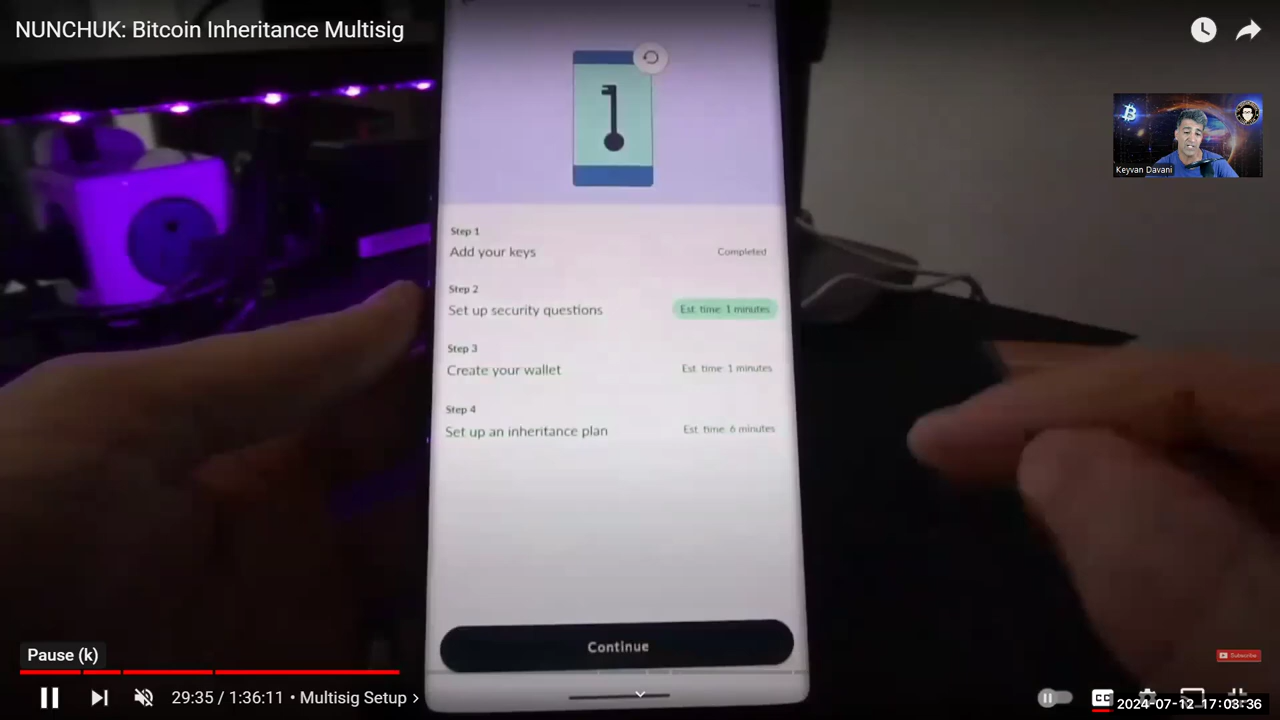 NUNCHUK: Bitcoin Inheritance Multisig
Keyvan Davani
Step 1
Add your keys
Completed
Step 2
Set up security questions
Est. time: 1 minutes
Step 3
Create your wallet
Est. time: 1 minutes
Step 4
Set up an inheritance plan
Est. time: 6 minutes
Continue
Pause (k)
Subscribe
29:35 / 1:36:11 • Multisig Setup
CC
2024-07-12 17:03:36